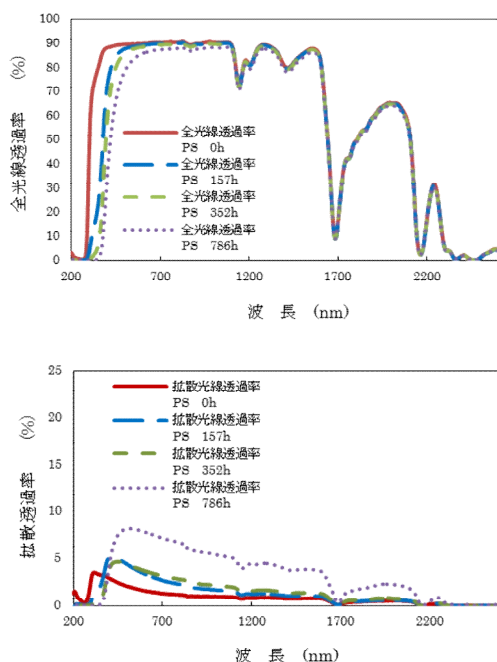 100
90
80
70
60
50
40
30
20
10
0
全光線透過率 (%)
全光線透過率
PS 0h
全光線透過率
PS 157h
全光線透過率
PS 352h
全光線透過率
PS 786h
200 700 1200 1700 2200
波 長 (nm)
25
20
15
10
5
0
拡散透過率 (%)
拡散光線透過率
PS 0h
拡散光線透過率
PS 157h
拡散光線透過率
PS 352h
拡散光線透過率
PS 786h
200 700 1200 1700 2200
波 長 (nm)